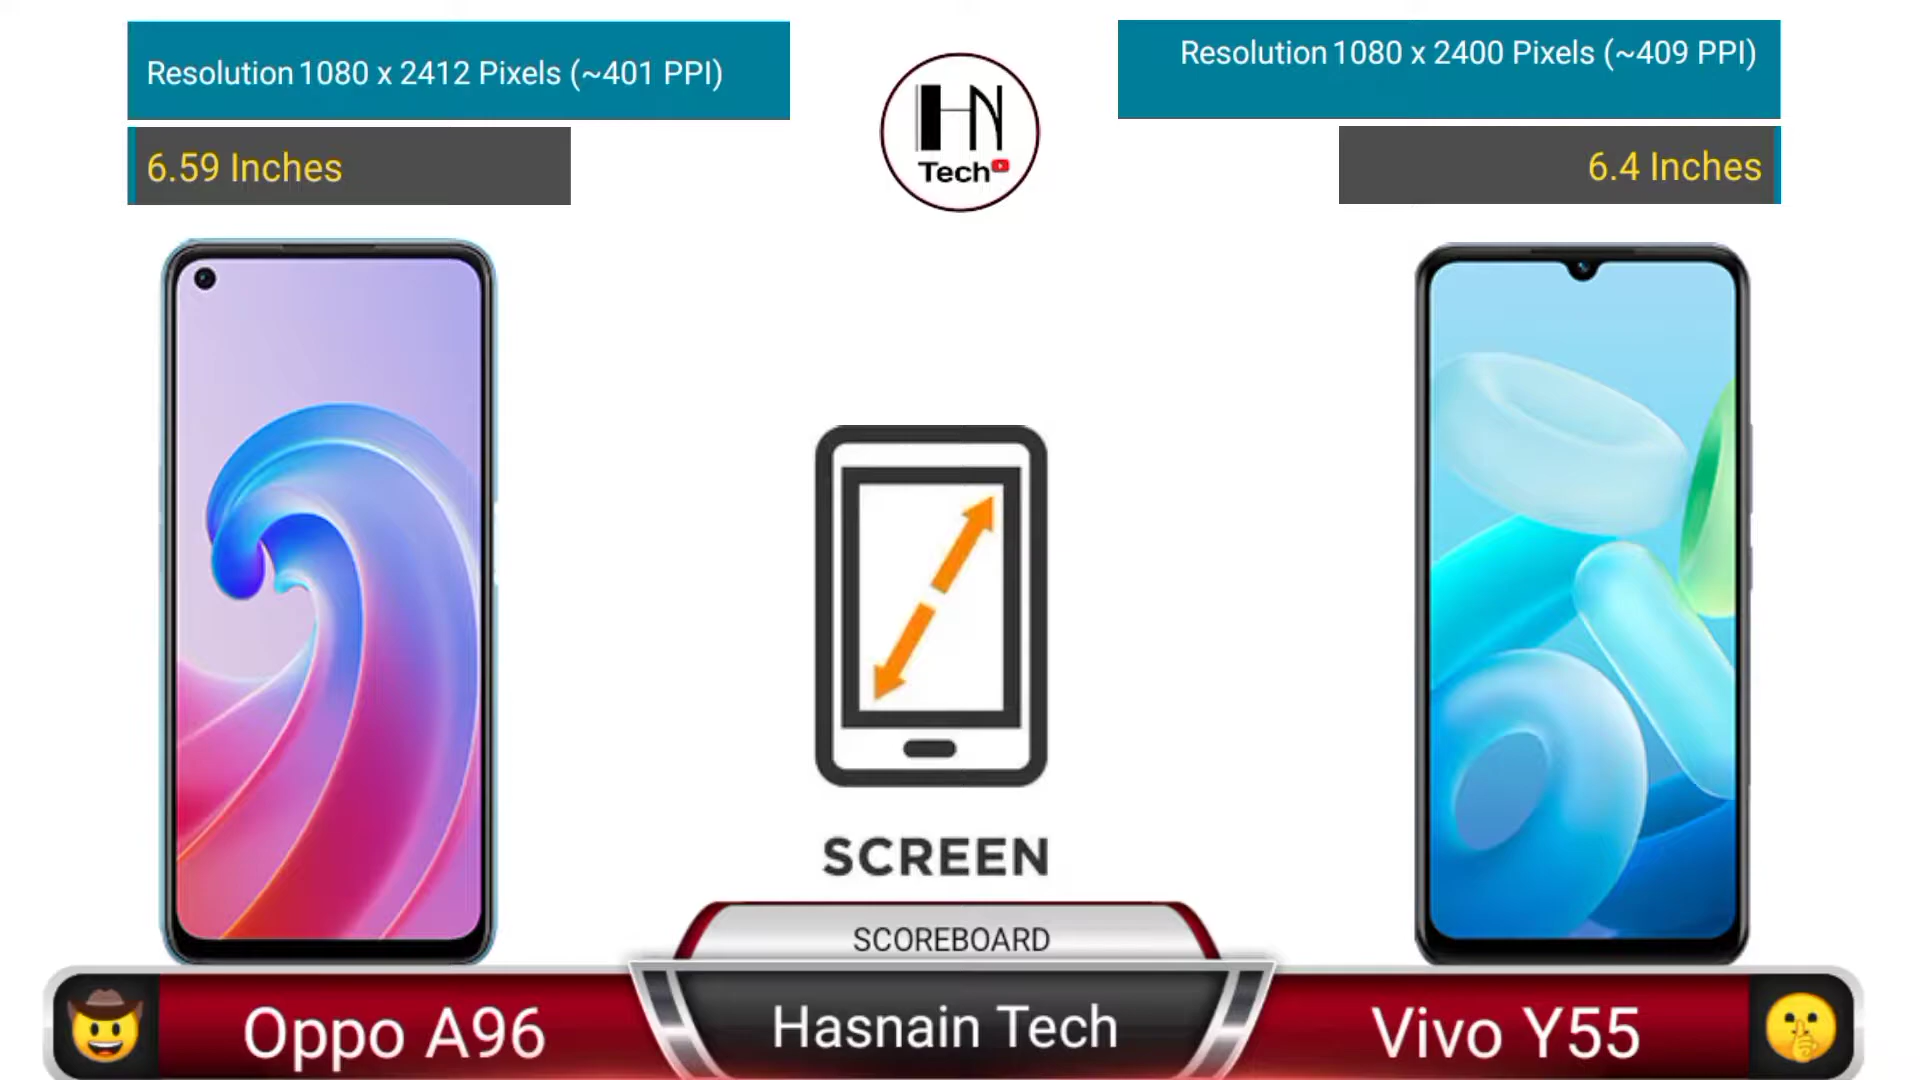 Resolution 1080 x 2412 Pixels (~401 PPI)
6.59 Inches
HN
Tech
Resolution 1080 x 2400 Pixels (~409 PPI)
6.4 Inches
SCREEN
SCOREBOARD
Oppo A96
Hasnain Tech
Vivo Y55